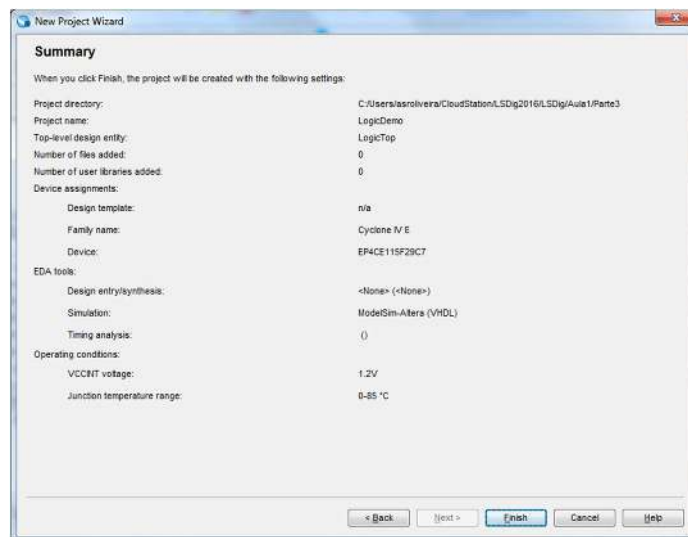 New Project Wizard
Summary
When you click Finish, the project will be created with the following settings:
Project directory: C:/Users/asroliveira/CloudStation/LSDig2016/LSDig/Aula1/Parte3
Project name: LogicDemo
Top-level design entity: LogicTop
Number of files added: 0
Number of user libraries added: 0
Device assignments:
Design template: n/a
Family name: Cyclone IV E
Device: EP4CE115F29C7
EDA tools:
Design entry/synthesis: <None> (<None>)
Simulation: ModelSim-Altera (VHDL)
Timing analysis: ()
Operating conditions:
VCCINT voltage: 1.2V
Junction temperature range: 0-85 °C
< Back Next > Finish Cancel Help